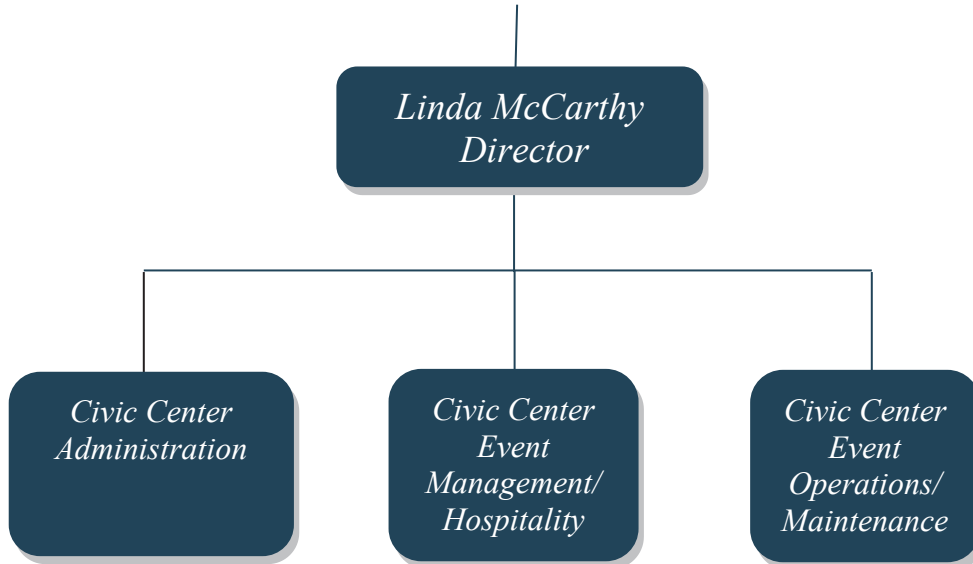 Linda McCarthy
Director
Civic Center
Administration
Civic Center
Event
Management/
Hospitality
Civic Center
Event
Operations/
Maintenance